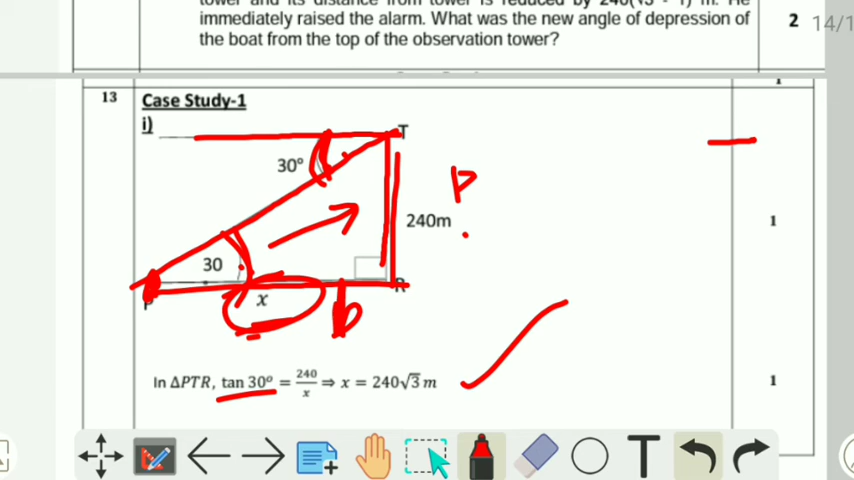 immediately raised the alarm. What was the new angle of depression of
the boat from the top of the observation tower?
2
14/1
13
Case Study-1
i)
T
30°
P
240m
1
30
R
P
x
b
In ΔPTR, tan 30° = 240/x ⇒ x = 240√3 m
1
T